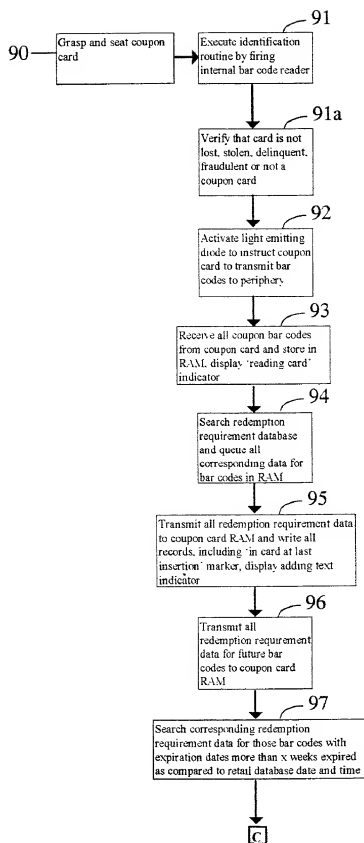 90
Grasp and seat coupon
card
91
Execute identification
routine by firing
internal bar code reader
91a
Verify that card is not
lost, stolen, delinquent,
fraudulent or not a
coupon card
92
Activate light emitting
diode to instruct coupon
card to transmit bar
codes to periphery
93
Receive all coupon bar codes
from coupon card and store in
RAM, display 'reading card'
indicator
94
Search redemption
requirement database
and queue all
corresponding data for
bar codes in RAM
95
Transmit all redemption requirement data
to coupon card RAM and write all
records, including 'in card at last
insertion' marker, display adding text
indicator
96
Transmit all
redemption requirement
data for future bar
codes to coupon card
RAM
97
Search corresponding redemption
requirement data for those bar codes with
expiration dates more than x weeks expired
as compared to retail database date and time
C